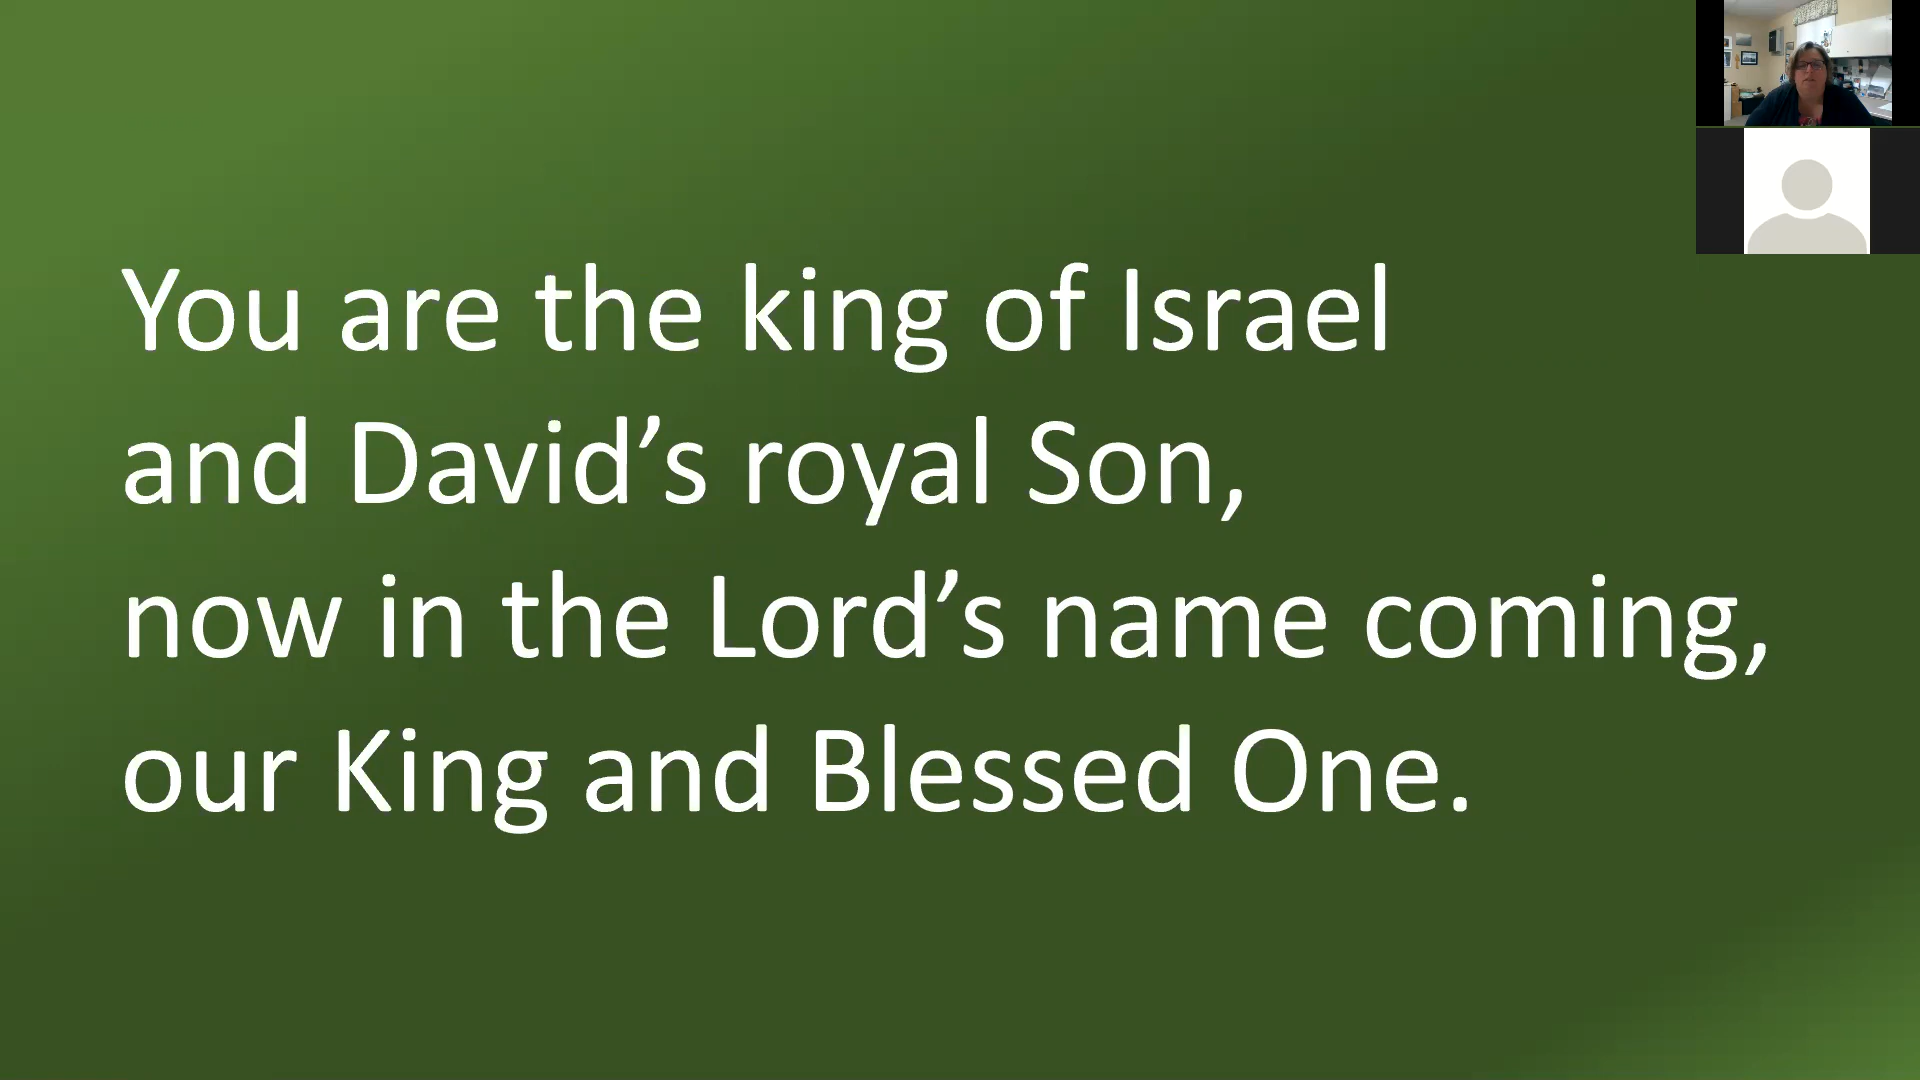 You are the king of Israel
and David’s royal Son,
now in the Lord’s name coming,
our King and Blessed One.